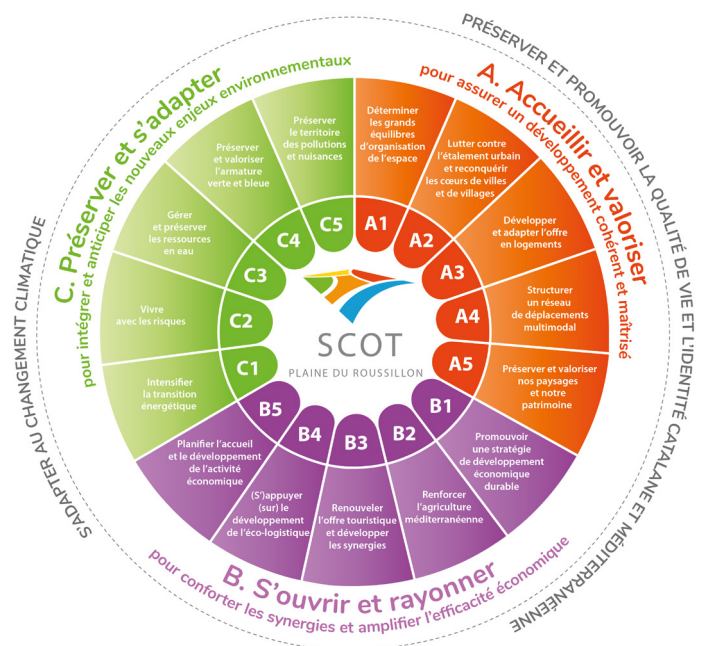 PRÉSERVER ET PROMOUVOIR LA QUALITÉ DE VIE ET L'IDENTITÉ CATALANE ET MÉDITERRANÉENNE
S'ADAPTER AU CHANGEMENT CLIMATIQUE
A. Accueillir et valoriser
pour assurer un développement cohérent et maîtrisé
A1
Déterminer
les grands
équilibres
d'organisation
de l'espace
A2
Lutter contre
l'étalement urbain
et reconquérir
les cœurs de villes
et de villages
A3
Développer
et adapter l'offre
en logements
A4
Structurer
un réseau
de déplacements
multimodal
A5
Préserver et valoriser
nos paysages
et notre
patrimoine
B. S'ouvrir et rayonner
pour conforter les synergies et amplifier l'efficacité économique
B1
Promouvoir
une stratégie
de développement
économique
durable
B2
Renforcer
l'agriculture
méditerranéenne
B3
Renouveler
l'offre touristique
et développer
les synergies
B4
(S')appuyer
(sur) le
développement
de l'éco-logistique
B5
Planifier l'accueil
et le développement
de l'activité
économique
C. Préserver et s'adapter
pour intégrer et anticiper les nouveaux enjeux environnementaux
C1
Intensifier
la transition
énergétique
C2
Vivre
avec les risques
C3
Gérer
et préserver
les ressources
en eau
C4
Préserver
et valoriser
l'armature
verte et bleue
C5
Préserver
le territoire
des pollutions
et nuisances
SCOT
PLAINE DU ROUSSILLON